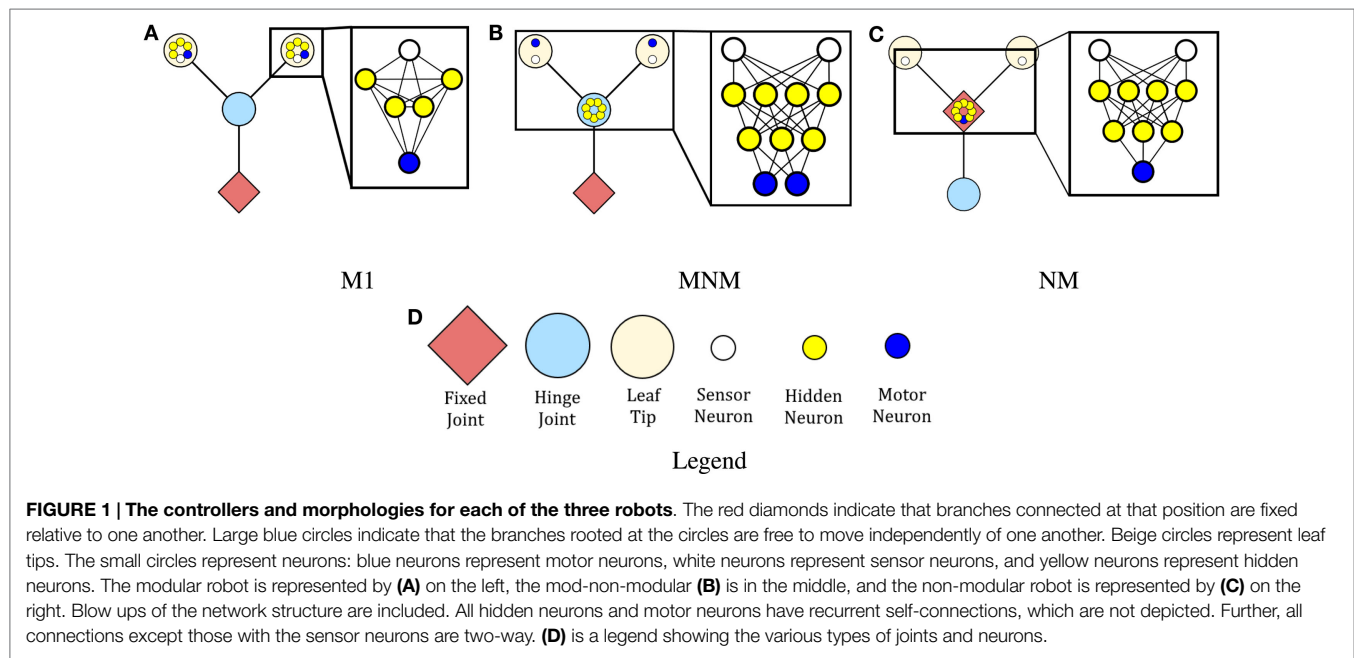 A
B
C
M1
MNM
NM
D
Fixed
Joint
Hinge
Joint
Leaf
Tip
Sensor
Neuron
Hidden
Neuron
Motor
Neuron
Legend
FIGURE 1 | The controllers and morphologies for each of the three robots. The red diamonds indicate that branches connected at that position are fixed
relative to one another. Large blue circles indicate that the branches rooted at the circles are free to move independently of one another. Beige circles represent leaf
tips. The small circles represent neurons: blue neurons represent motor neurons, white neurons represent sensor neurons, and yellow neurons represent hidden
neurons. The modular robot is represented by (A) on the left, the mod-non-modular (B) is in the middle, and the non-modular robot is represented by (C) on the
right. Blow ups of the network structure are included. All hidden neurons and motor neurons have recurrent self-connections, which are not depicted. Further, all
connections except those with the sensor neurons are two-way. (D) is a legend showing the various types of joints and neurons.